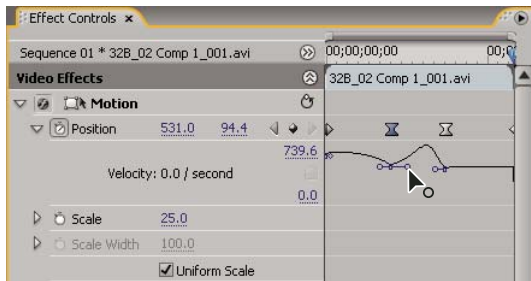 Effect Controls ×
Sequence 01 * 32B_02 Comp 1_001.avi 00;00;00;00 00;0
Video Effects 32B_02 Comp 1_001.avi
Motion
Position 531.0 94.4
739.6
Velocity: 0.0 / second
0.0
Scale 25.0
Scale Width 100.0
Uniform Scale